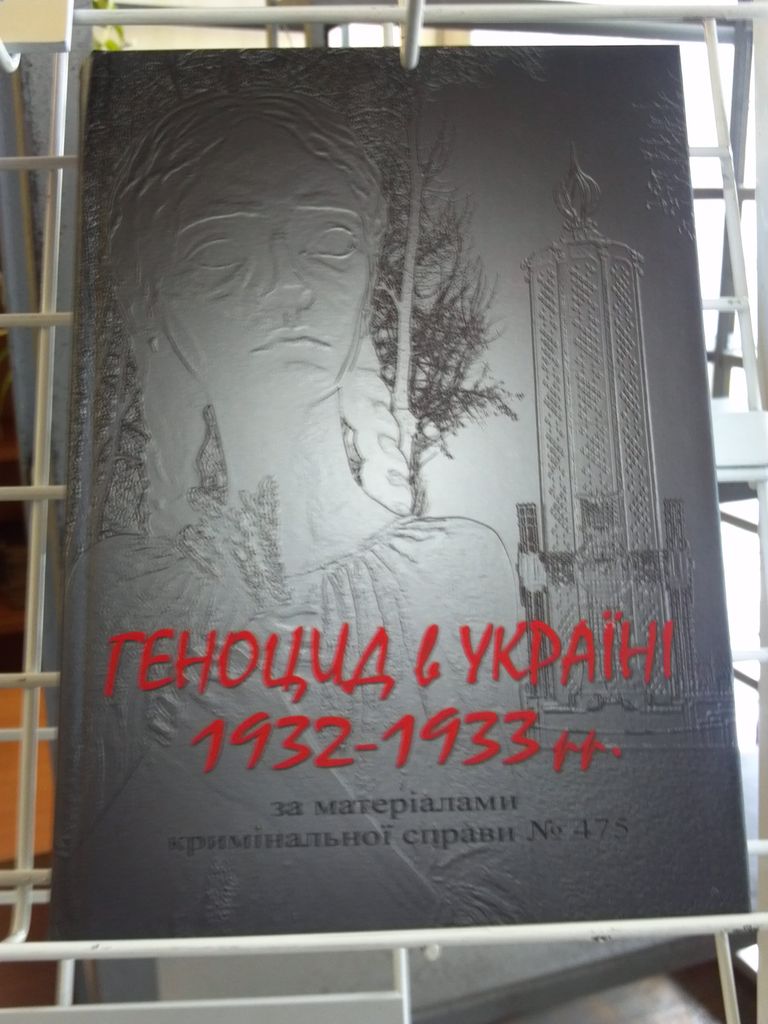 ГЕНОЦИД в УКРАЇНІ
1932-1933 рр.
за матеріалами
кримінальної справи № 475